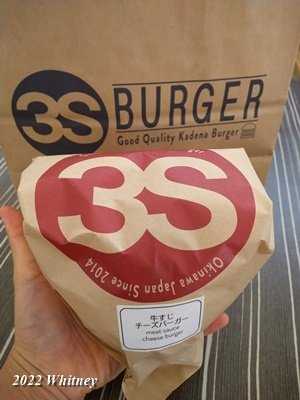 3S BURGER
Good Quality Kadena Burger
3S
Okinawa Japan Since 2014
牛すじ
チーズバーガー
meat sauce
cheese burger
2022 Whitney